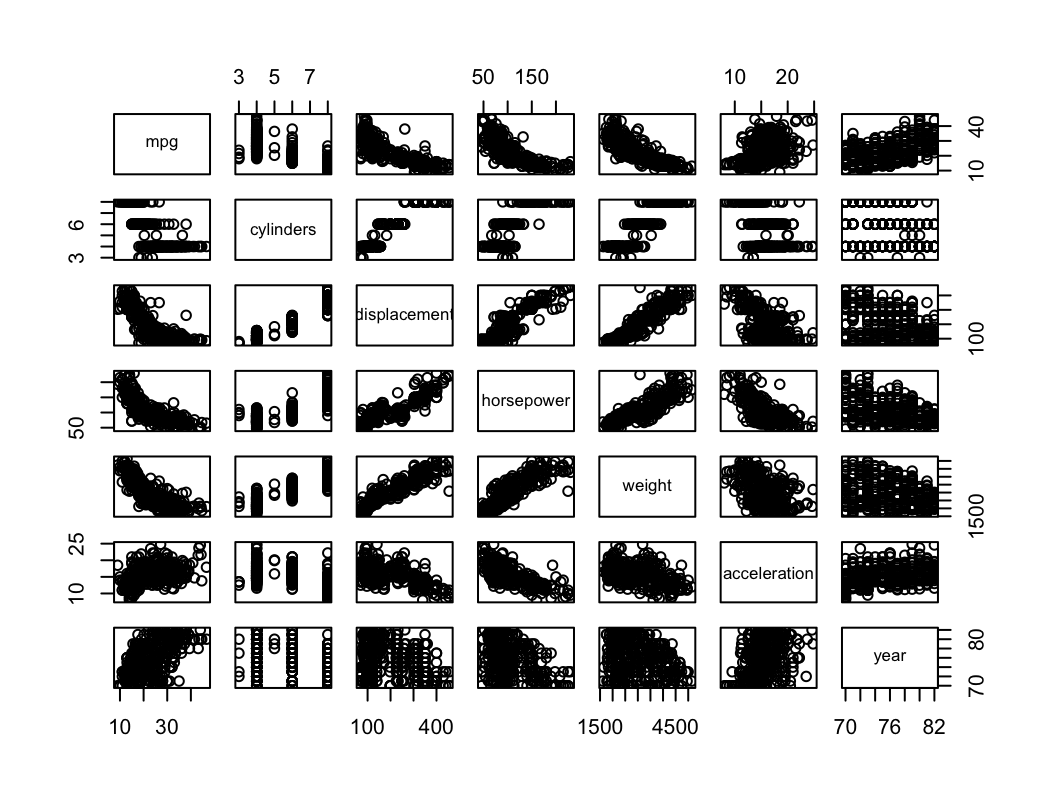 3 5 7 50 150 10 20
mpg 10 40
3 6 cylinders
displacement 100
50 horsepower
weight 1500
10 25 acceleration
year 70 80
10 30 100 400 1500 4500 70 76 82